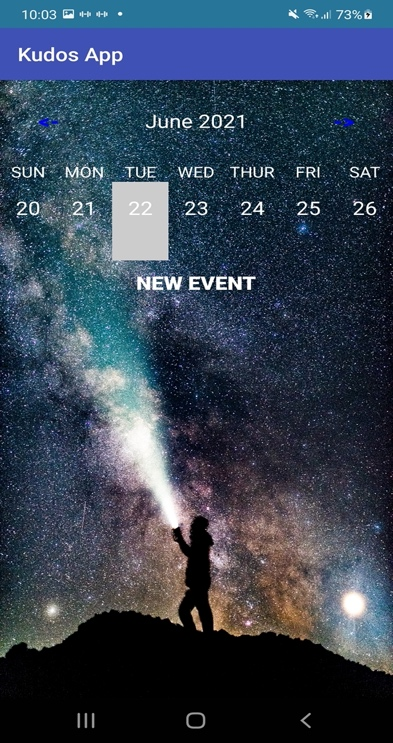 10:03 73%
Kudos App
<- June 2021 ->
SUN MON TUE WED THUR FRI SAT
20 21 22 23 24 25 26
NEW EVENT